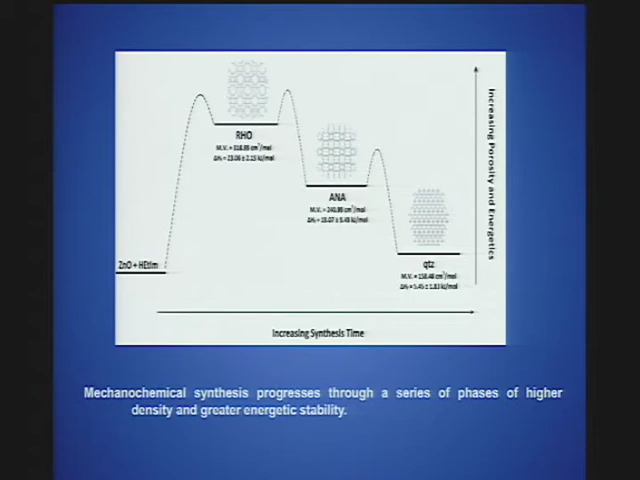 RHO
ANA
qtz
ZnO + HEtIm
Increasing Porosity and Energetics
Increasing Synthesis Time
Mechanochemical synthesis progresses through a series of phases of higher
density and greater energetic stability.